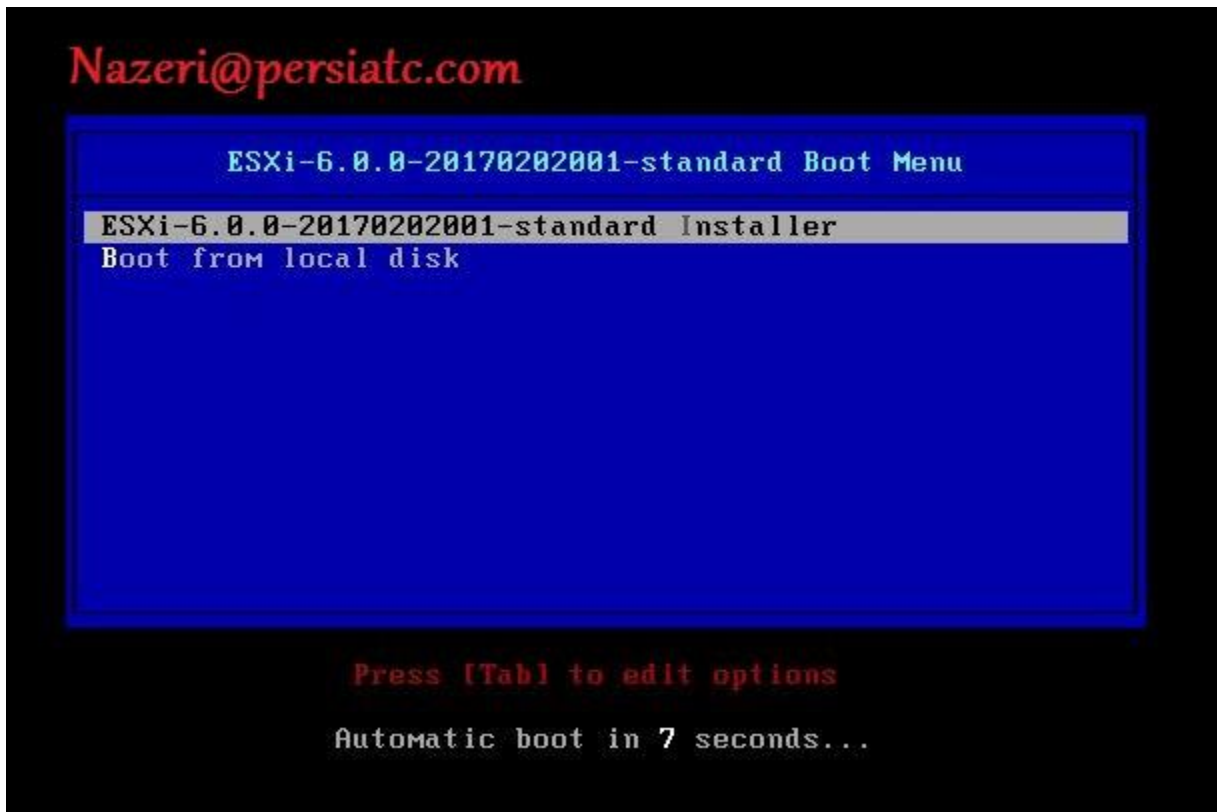 Nazeri@persiatc.com
ESXi-6.0.0-20170202001-standard Boot Menu
ESXi-6.0.0-20170202001-standard Installer
Boot from local disk
Press [Tab] to edit options
Automatic boot in 7 seconds...